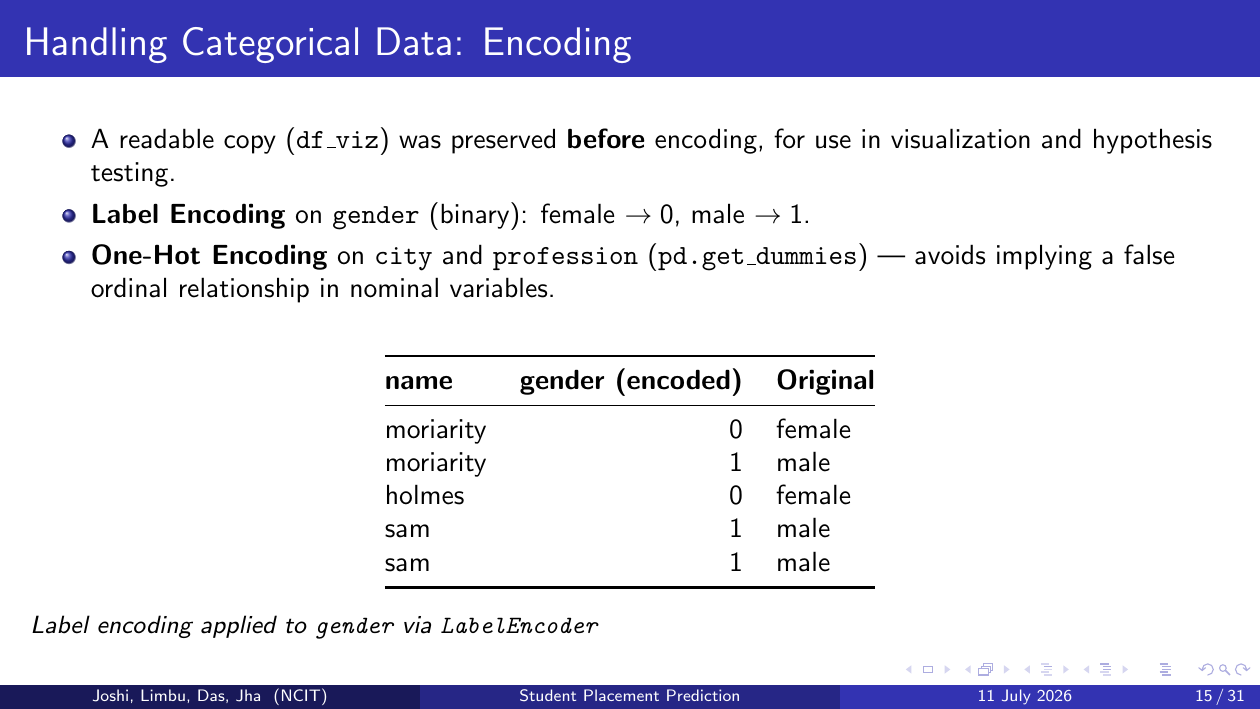 Handling Categorical Data: Encoding
A readable copy (df_viz) was preserved before encoding, for use in visualization and hypothesis
testing.
Label Encoding on gender (binary): female → 0, male → 1.
One-Hot Encoding on city and profession (pd.get_dummies) — avoids implying a false
ordinal relationship in nominal variables.
name gender (encoded) Original
moriarity 0 female
moriarity 1 male
holmes 0 female
sam 1 male
sam 1 male
Label encoding applied to gender via LabelEncoder
Joshi, Limbu, Das, Jha (NCIT) Student Placement Prediction 11 July 2026 15 / 31